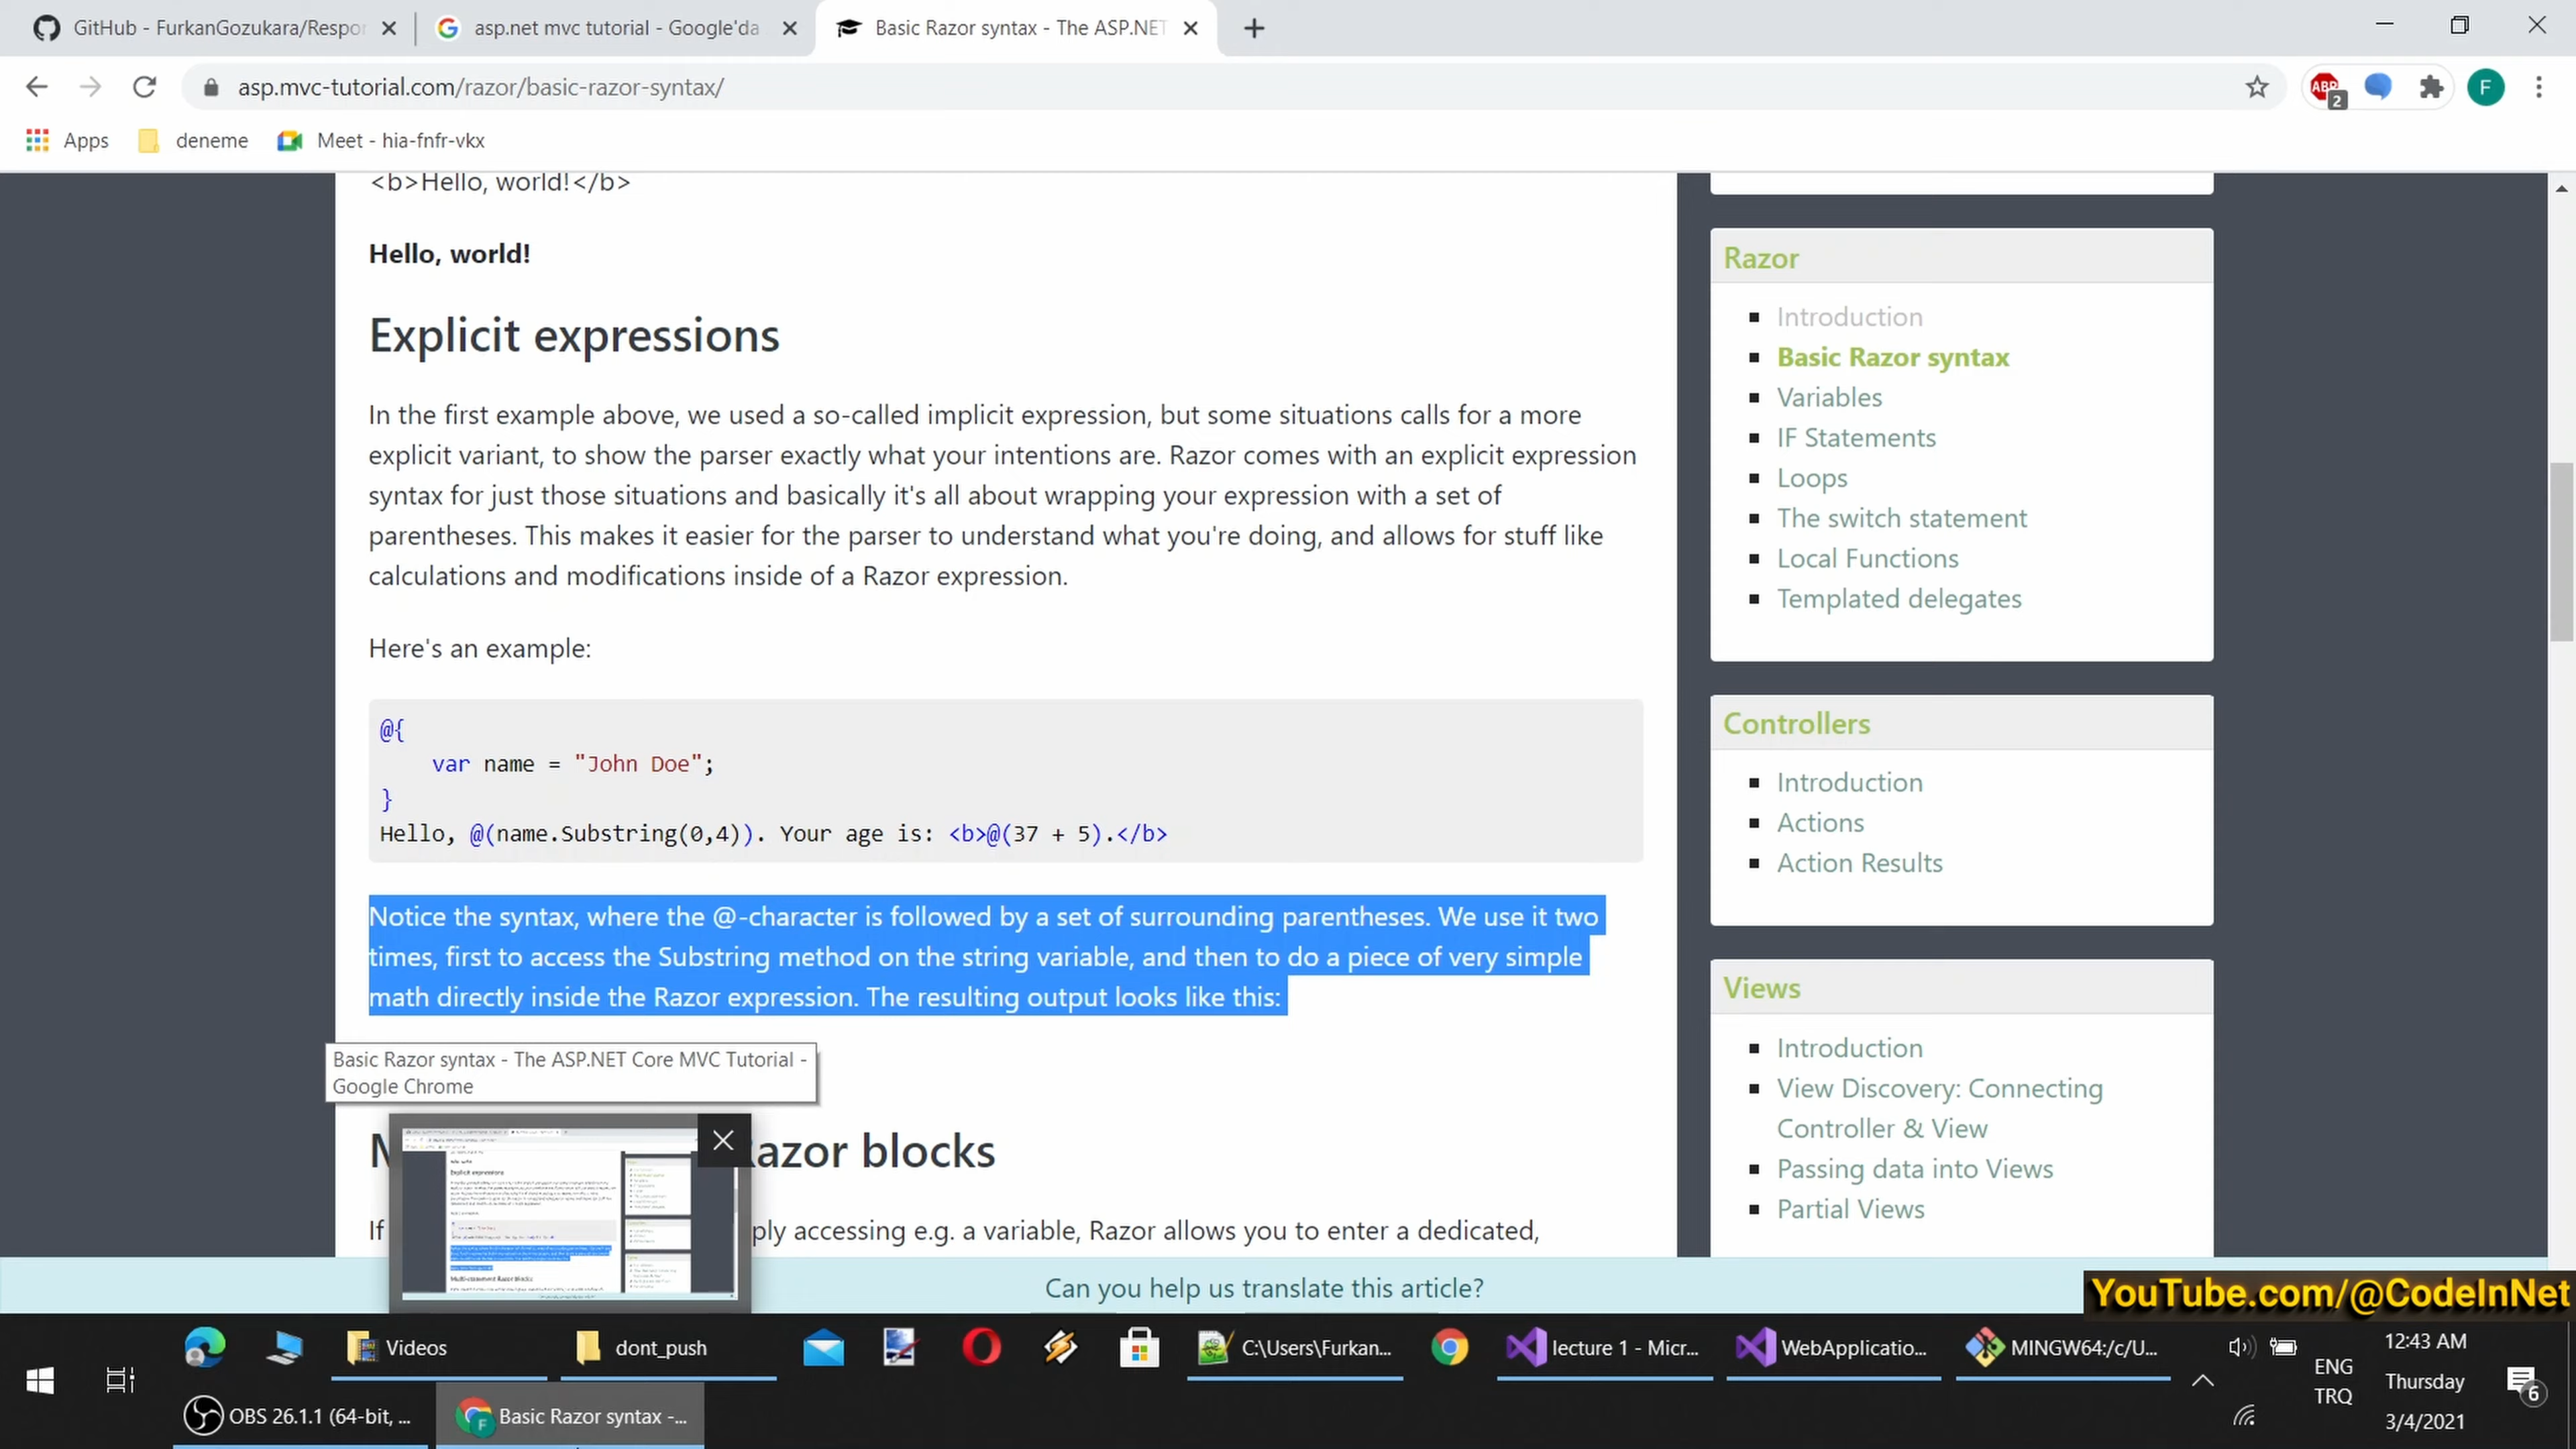 GitHub - FurkanGozukara/Respor
asp.net mvc tutorial - Google'da
Basic Razor syntax - The ASP.NET
asp.mvc-tutorial.com/razor/basic-razor-syntax/
ABP
2
F
Apps
deneme
Meet - hia-fnfr-vkx
<b>Hello, world!</b>
Hello, world!
Explicit expressions
In the first example above, we used a so-called implicit expression, but some situations calls for a more
explicit variant, to show the parser exactly what your intentions are. Razor comes with an explicit expression
syntax for just those situations and basically it's all about wrapping your expression with a set of
parentheses. This makes it easier for the parser to understand what you're doing, and allows for stuff like
calculations and modifications inside of a Razor expression.
Here's an example:
@{
    var name = "John Doe";
}
Hello, @(name.Substring(0,4)). Your age is: <b>@(37 + 5).</b>
Notice the syntax, where the @-character is followed by a set of surrounding parentheses. We use it two
times, first to access the Substring method on the string variable, and then to do a piece of very simple
math directly inside the Razor expression. The resulting output looks like this:
Basic Razor syntax - The ASP.NET Core MVC Tutorial -
Google Chrome
Explicit expressions
Multi-statement Razor blocks
Razor blocks
If
ply accessing e.g. a variable, Razor allows you to enter a dedicated,
Razor
Introduction
Basic Razor syntax
Variables
IF Statements
Loops
The switch statement
Local Functions
Templated delegates
Controllers
Introduction
Actions
Action Results
Views
Introduction
View Discovery: Connecting
Controller & View
Passing data into Views
Partial Views
Can you help us translate this article?
YouTube.com/@CodeInNet
Videos
dont_push
C:\Users\Furkan...
lecture 1 - Micr...
WebApplicatio...
MINGW64:/c/U...
OBS 26.1.1 (64-bit, ...
F
Basic Razor syntax -...
ENG
TRQ
12:43 AM
Thursday
3/4/2021
6